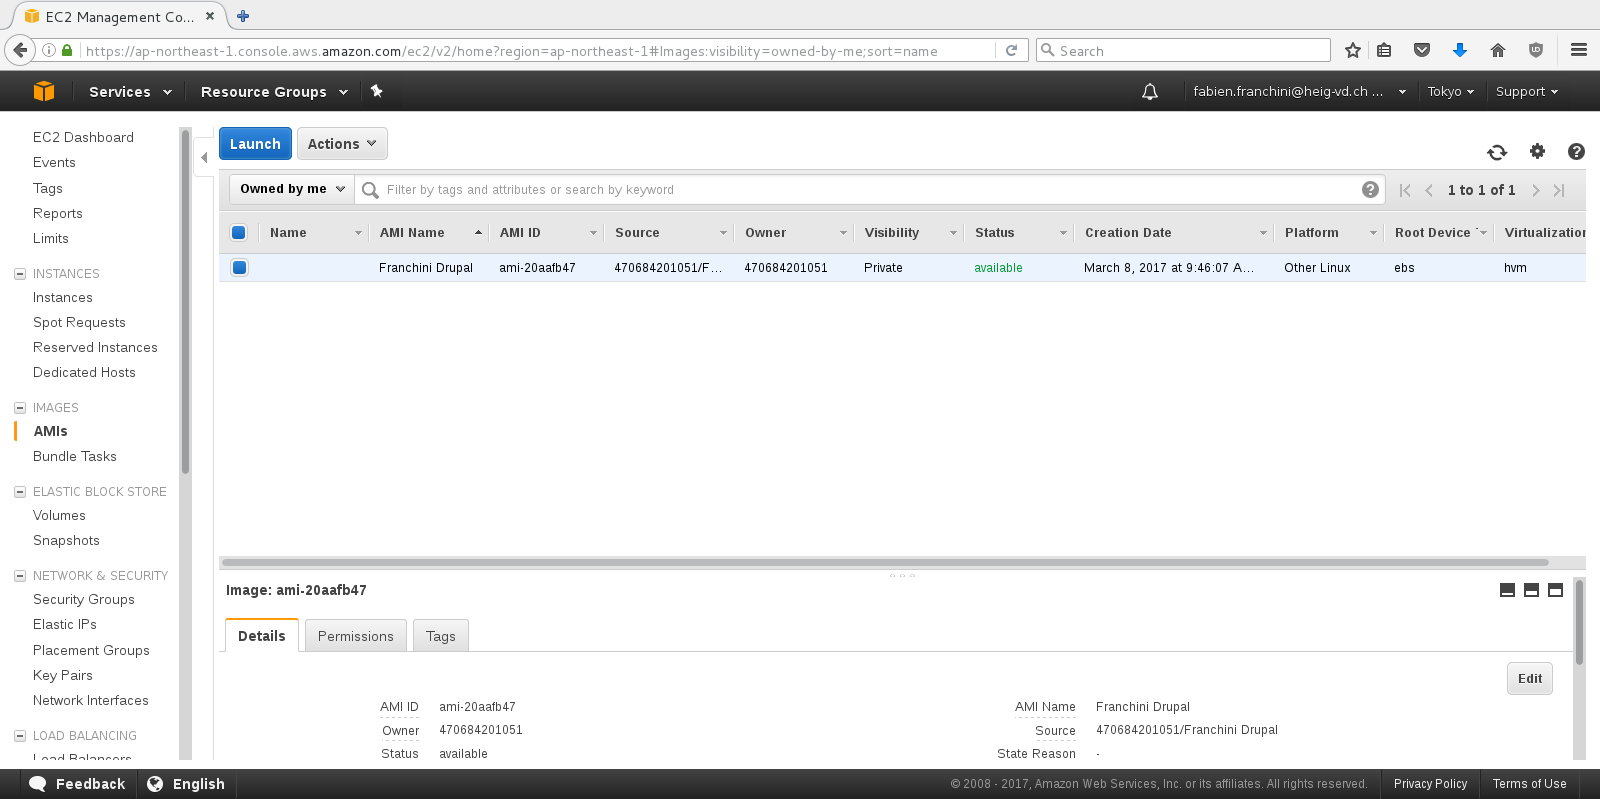 EC2 Management Co...
https://ap-northeast-1.console.aws.amazon.com/ec2/v2/home?region=ap-northeast-1#Images:visibility=owned-by-me;sort=name
Search
Services
Resource Groups
fabien.franchini@heig-vd.ch ...
Tokyo
Support
EC2 Dashboard
Events
Tags
Reports
Limits
INSTANCES
Instances
Spot Requests
Reserved Instances
Dedicated Hosts
IMAGES
AMIs
Bundle Tasks
ELASTIC BLOCK STORE
Volumes
Snapshots
NETWORK & SECURITY
Security Groups
Elastic IPs
Placement Groups
Key Pairs
Network Interfaces
LOAD BALANCING
Load Balancers
Launch
Actions
Owned by me
Filter by tags and attributes or search by keyword
1 to 1 of 1
Name AMI Name AMI ID Source Owner Visibility Status Creation Date Platform Root Device Virtualization
Franchini Drupal ami-20aafb47 470684201051/F... 470684201051 Private available March 8, 2017 at 9:46:07 A... Other Linux ebs hvm
Image: ami-20aafb47
Details
Permissions
Tags
Edit
AMI ID ami-20aafb47 AMI Name Franchini Drupal
Owner 470684201051 Source 470684201051/Franchini Drupal
Status available State Reason -
Feedback
English
© 2008 - 2017, Amazon Web Services, Inc. or its affiliates. All rights reserved.
Privacy Policy
Terms of Use